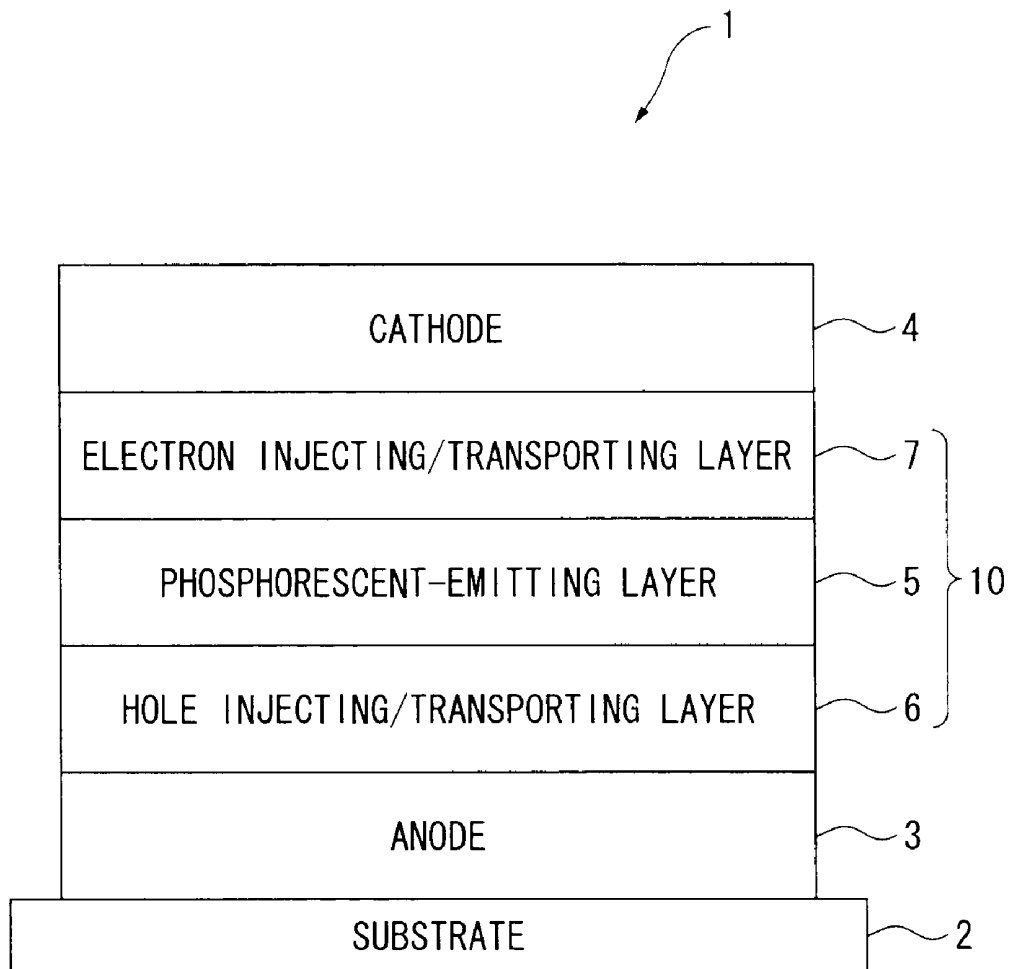 1
CATHODE 4
ELECTRON INJECTING/TRANSPORTING LAYER 7
PHOSPHORESCENT-EMITTING LAYER 5 10
HOLE INJECTING/TRANSPORTING LAYER 6
ANODE 3
SUBSTRATE 2